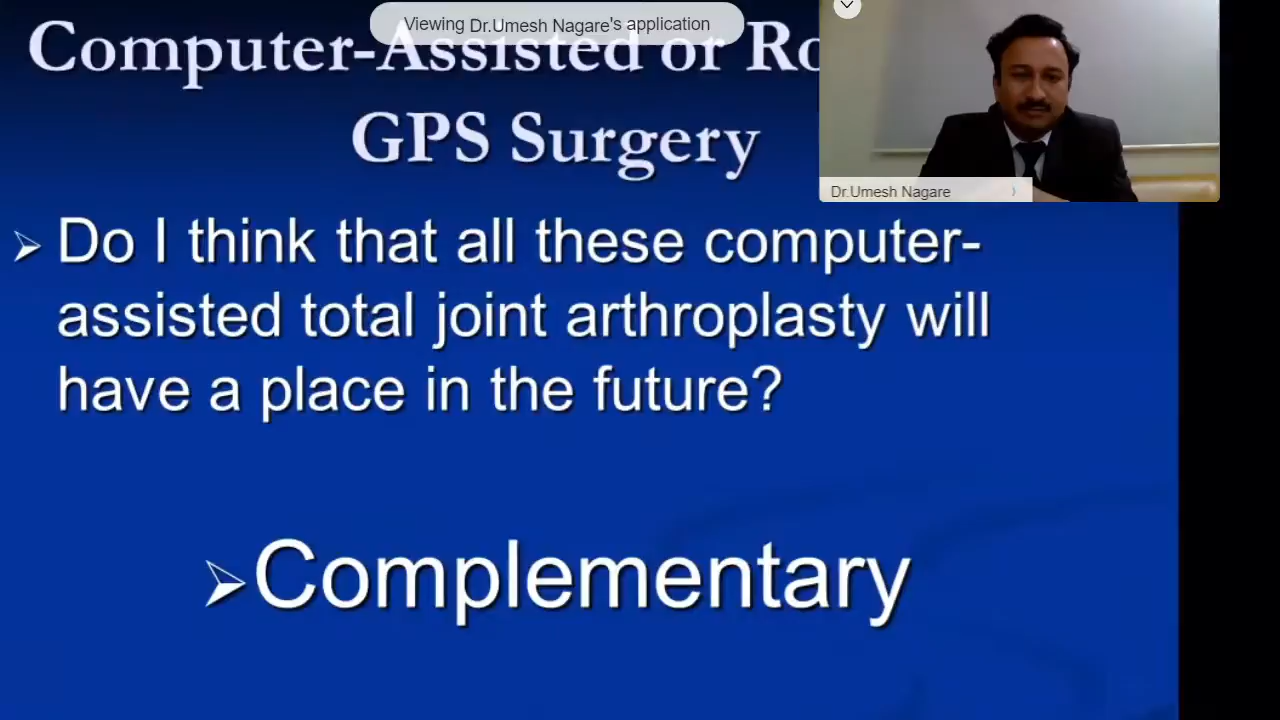 Viewing Dr.Umesh Nagare's application
Computer-Assisted or
GPS Surgery
Dr.Umesh Nagare
➢ Do I think that all these computer-
assisted total joint arthroplasty will
have a place in the future?
➢Complementary